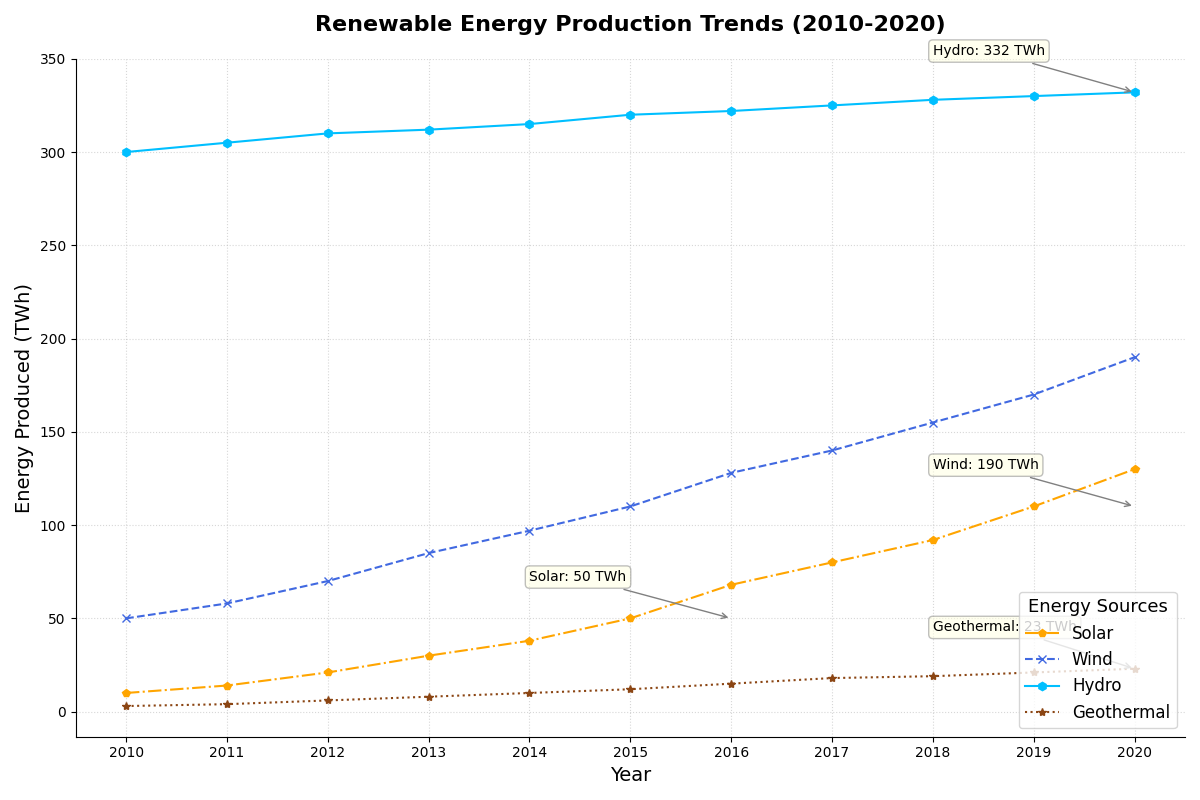 Renewable Energy Production Trends (2010-2020)
Hydro: 332 TWh
350
300
250
200
150
100
50
0
Energy Produced (TWh)
Wind: 190 TWh
Solar: 50 TWh
Geothermal: 23 TWh
Energy Sources
Solar
Wind
Hydro
Geothermal
2010 2011 2012 2013 2014 2015 2016 2017 2018 2019 2020
Year